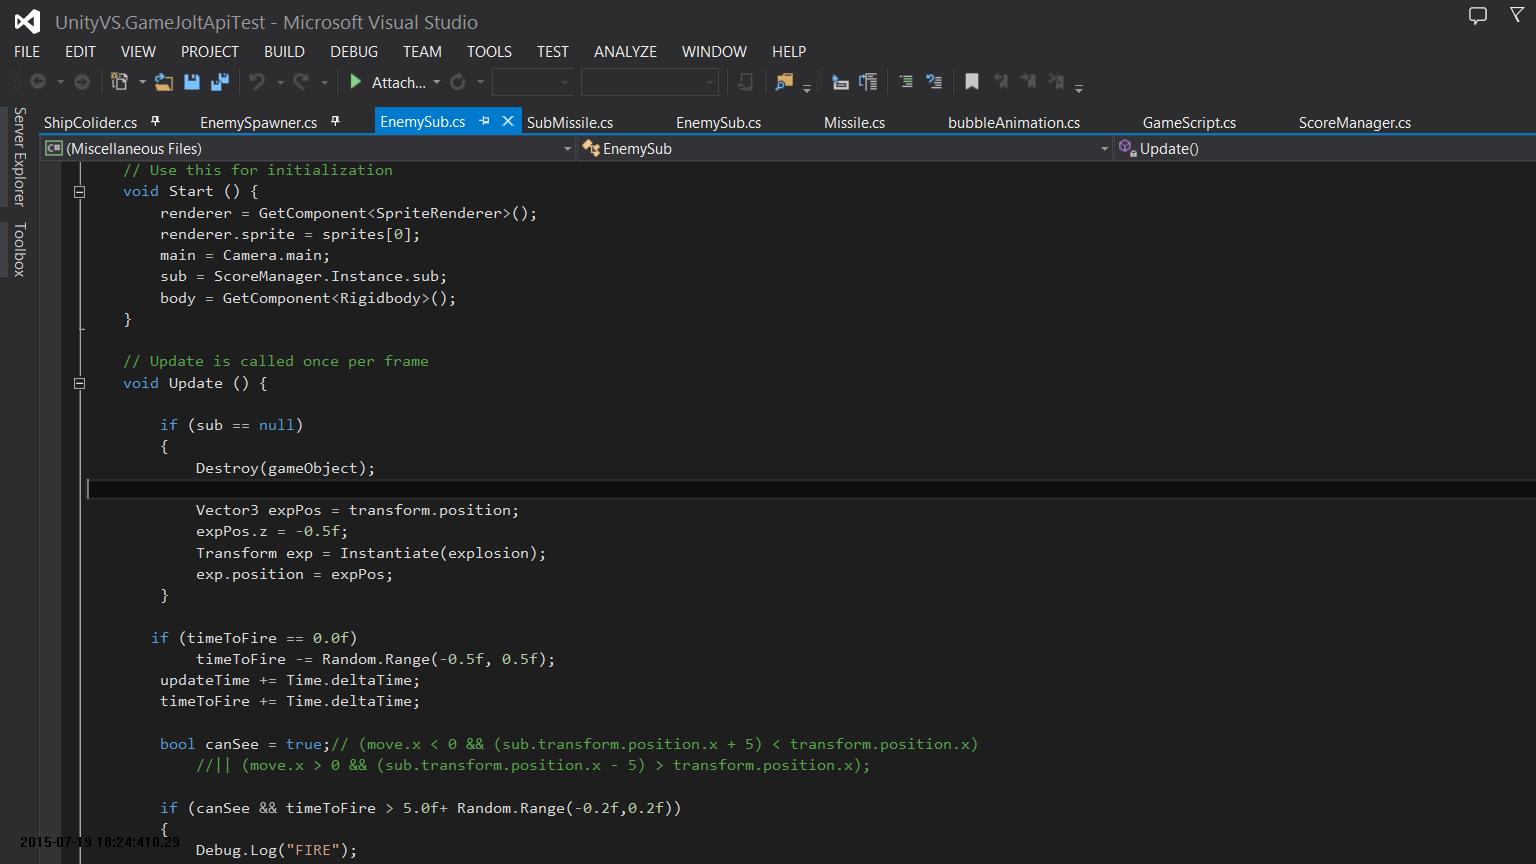 UnityVS.GameJoltApiTest - Microsoft Visual Studio
FILE EDIT VIEW PROJECT BUILD DEBUG TEAM TOOLS TEST ANALYZE WINDOW HELP
Attach...
Server Explorer
Toolbox
ShipColider.cs EnemySpawner.cs EnemySub.cs SubMissile.cs EnemySub.cs Missile.cs bubbleAnimation.cs GameScript.cs ScoreManager.cs
C# (Miscellaneous Files) EnemySub Update()
// Use this for initialization
void Start () {
renderer = GetComponent<SpriteRenderer>();
renderer.sprite = sprites[0];
main = Camera.main;
sub = ScoreManager.Instance.sub;
body = GetComponent<Rigidbody>();
}
// Update is called once per frame
void Update () {
if (sub == null)
{
Destroy(gameObject);
Vector3 expPos = transform.position;
expPos.z = -0.5f;
Transform exp = Instantiate(explosion);
exp.position = expPos;
}
if (timeToFire == 0.0f)
timeToFire -= Random.Range(-0.5f, 0.5f);
updateTime += Time.deltaTime;
timeToFire += Time.deltaTime;
bool canSee = true;// (move.x < 0 && (sub.transform.position.x + 5) < transform.position.x)
//|| (move.x > 0 && (sub.transform.position.x - 5) > transform.position.x);
if (canSee && timeToFire > 5.0f+ Random.Range(-0.2f,0.2f))
{
2015-07-19 18:24:410.29
Debug.Log("FIRE");